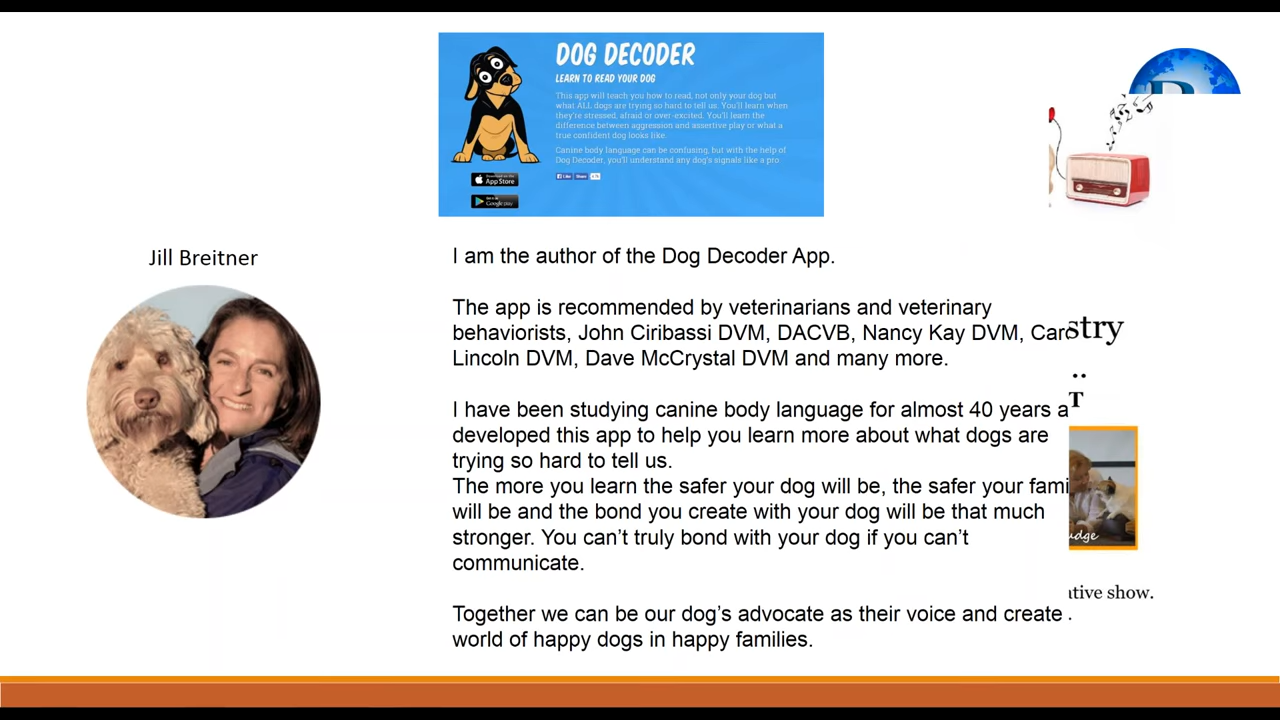 DOG DECODER
LEARN TO READ YOUR DOG
This app will teach you how to read, not only your dog but
what ALL dogs are trying so hard to tell us. You'll learn when
they're stressed, afraid or over-excited. You'll learn the
difference between aggression and assertive play or what a
true confident dog looks like.
Canine body language can be confusing, but with the help of
Dog Decoder, you'll understand any dog's signals like a pro
Download on the
App Store
Google play
Like
Share
Jill Breitner
I am the author of the Dog Decoder App.
The app is recommended by veterinarians and veterinary
behaviorists, John Ciribassi DVM, DACVB, Nancy Kay DVM, Car
Lincoln DVM, Dave McCrystal DVM and many more.
I have been studying canine body language for almost 40 years a
developed this app to help you learn more about what dogs are
trying so hard to tell us.
The more you learn the safer your dog will be, the safer your fami
will be and the bond you create with your dog will be that much
stronger. You can't truly bond with your dog if you can't
communicate.
Together we can be our dog's advocate as their voice and create
world of happy dogs in happy families.
stry
..
T
udge
tive show.
.